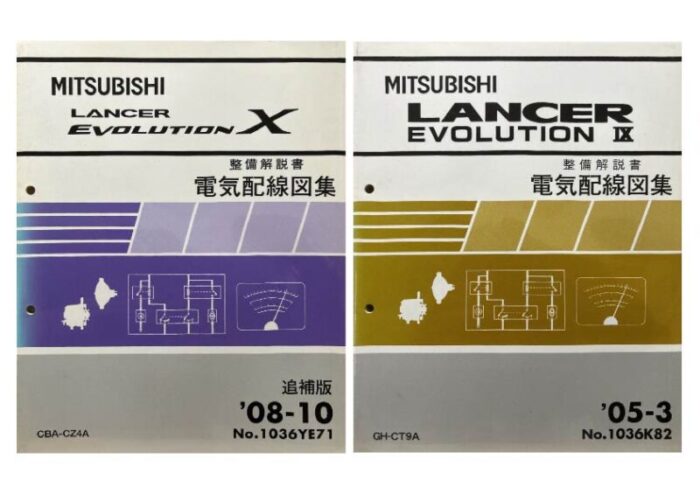 MITSUBISHI
LANCER
EVOLUTION X
整備解説書
電気配線図集
追補版
'08-10
No.1036YE71
CBA-CZ4A
MITSUBISHI
LANCER
EVOLUTION IX
整備解説書
電気配線図集
'05-3
No.1036K82
GH-CT9A